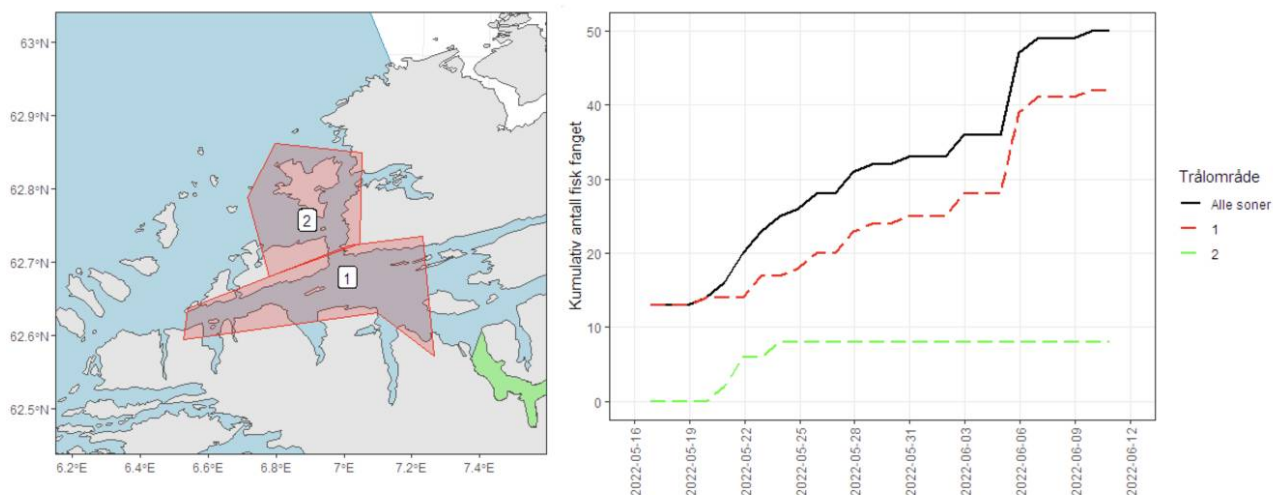 63°N
62.9°N
62.8°N
62.7°N
62.6°N
62.5°N
6.2°E
6.4°E
6.6°E
6.8°E
7°E
7.2°E
7.4°E
2
1
Kumulativ antall fisk fanget
50
40
30
20
10
0
2022-05-16
2022-05-19
2022-05-22
2022-05-25
2022-05-28
2022-05-31
2022-06-03
2022-06-06
2022-06-09
2022-06-12
Trålområde
Alle soner
1
2